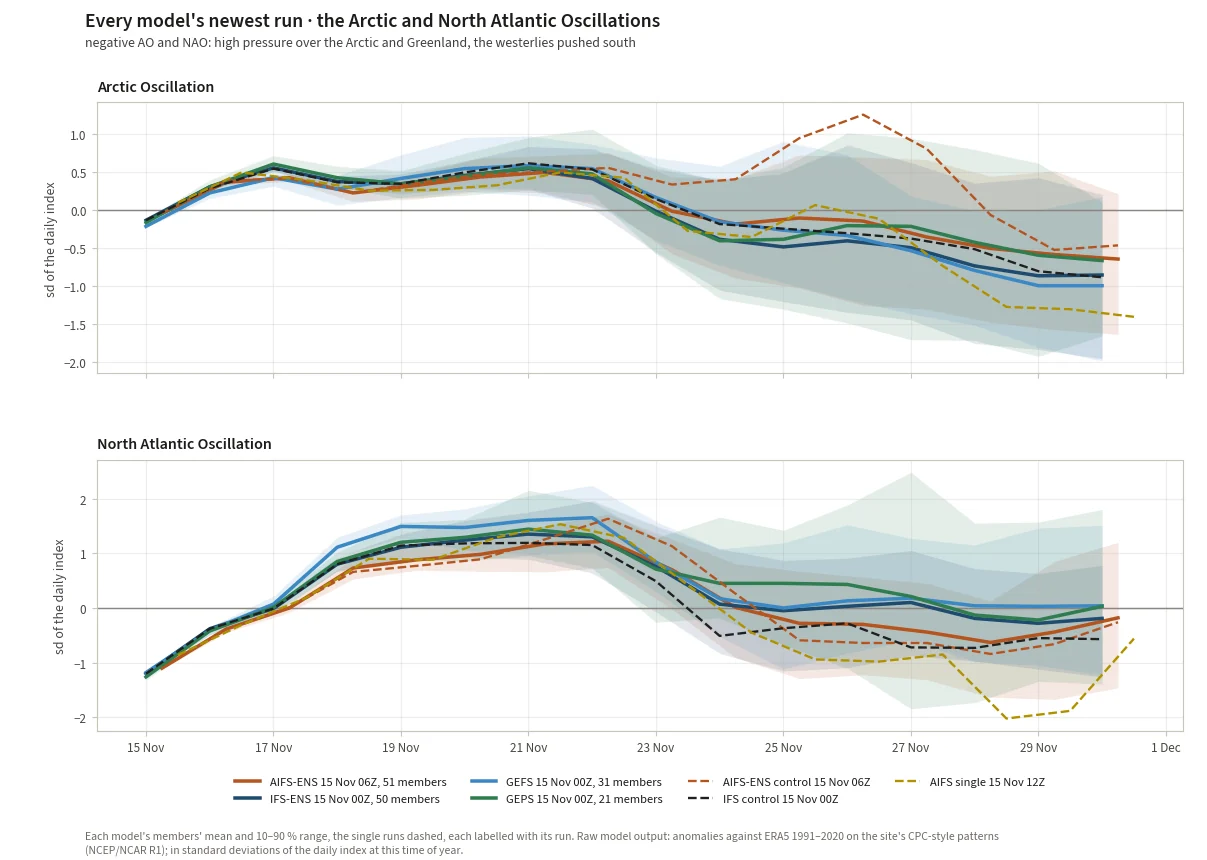 Every model's newest run · the Arctic and North Atlantic Oscillations
negative AO and NAO: high pressure over the Arctic and Greenland, the westerlies pushed south
Arctic Oscillation
sd of the daily index
1.0
0.5
0.0
−0.5
−1.0
−1.5
−2.0
North Atlantic Oscillation
sd of the daily index
2
1
0
−1
−2
15 Nov 17 Nov 19 Nov 21 Nov 23 Nov 25 Nov 27 Nov 29 Nov 1 Dec
AIFS-ENS 15 Nov 06Z, 51 members GEFS 15 Nov 00Z, 31 members AIFS-ENS control 15 Nov 06Z AIFS single 15 Nov 12Z
IFS-ENS 15 Nov 00Z, 50 members GEPS 15 Nov 00Z, 21 members IFS control 15 Nov 00Z
Each model's members' mean and 10–90 % range, the single runs dashed, each labelled with its run. Raw model output: anomalies against ERA5 1991–2020 on the site's CPC-style patterns
(NCEP/NCAR R1); in standard deviations of the daily index at this time of year.